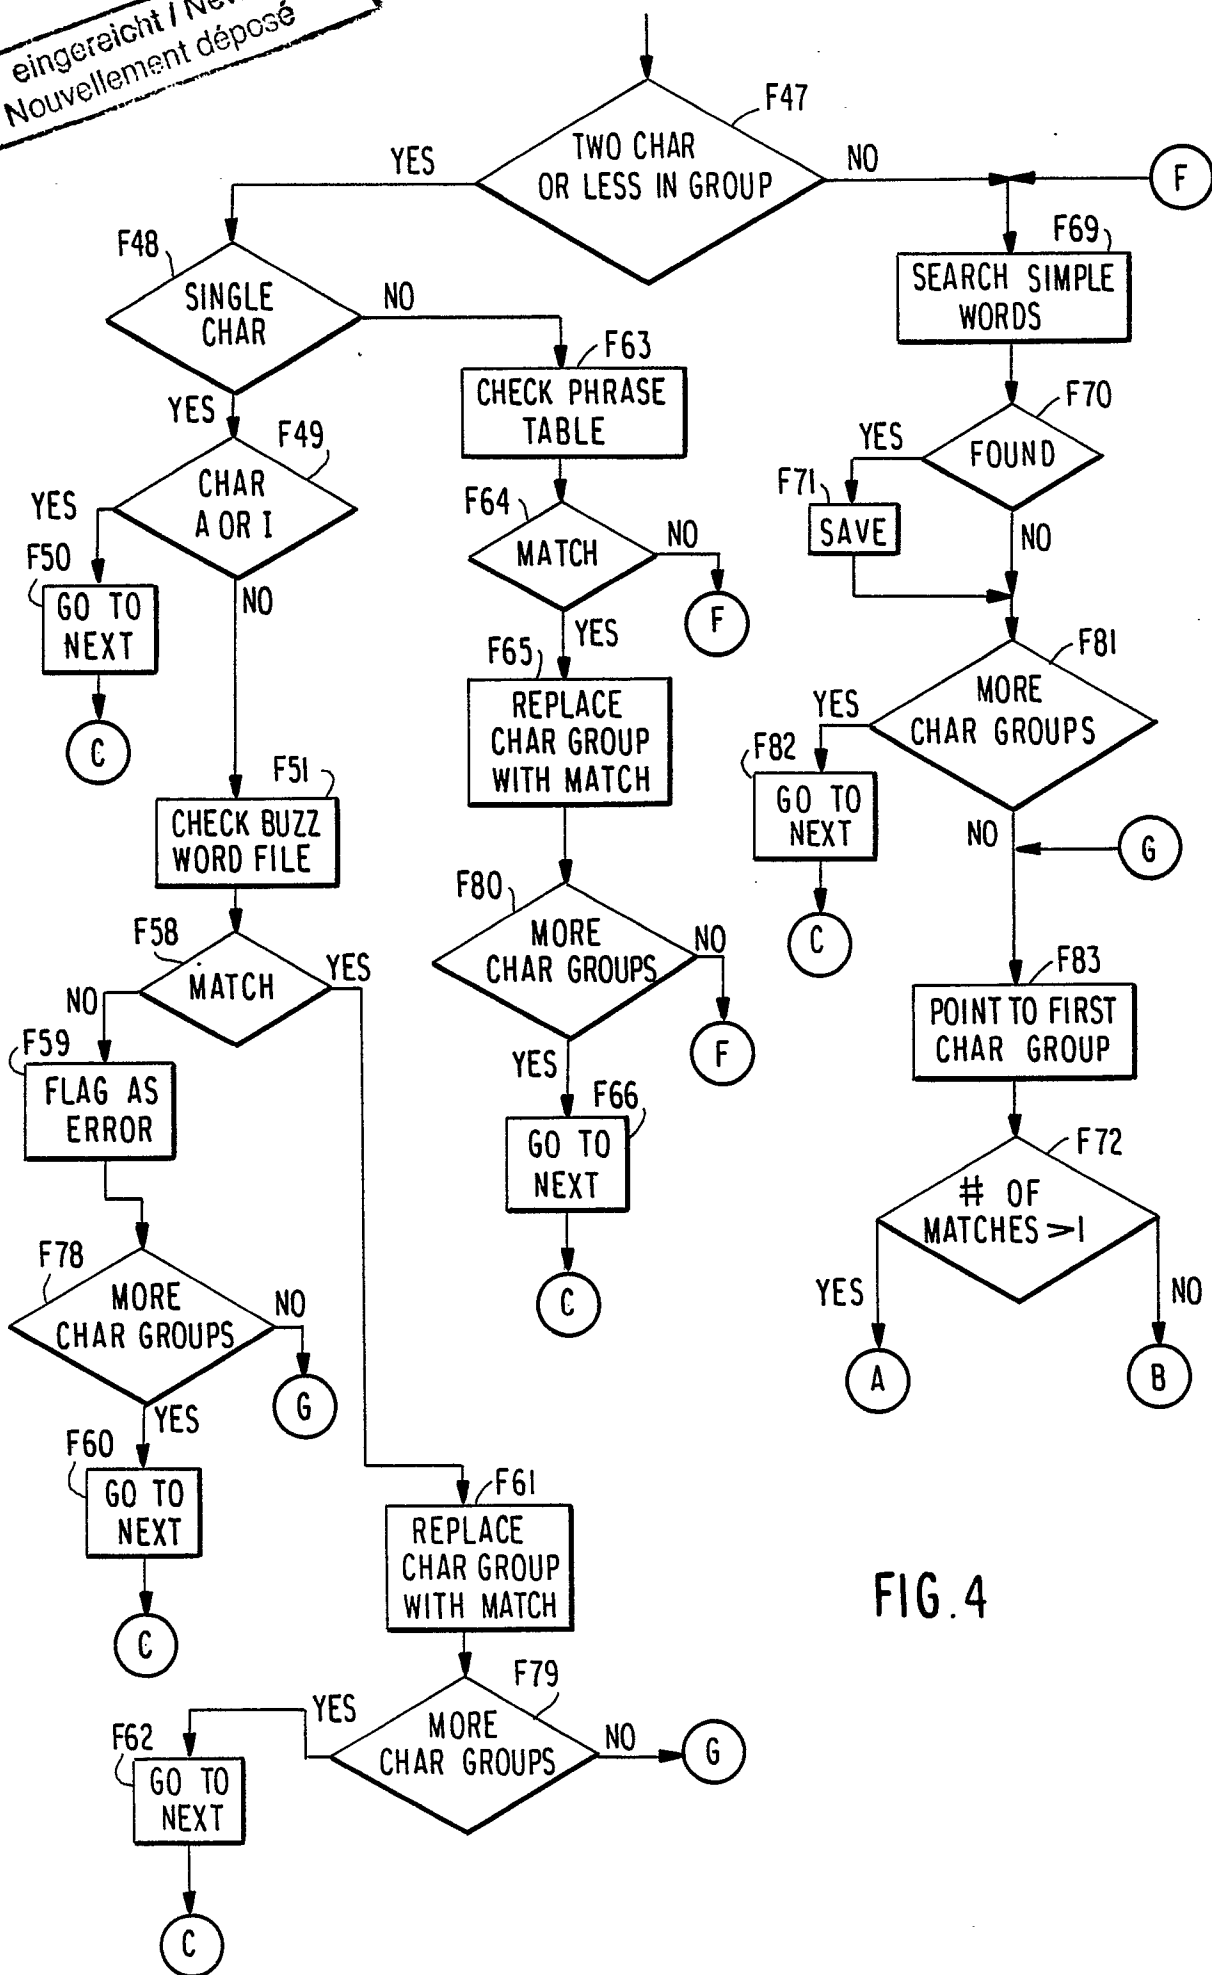 eingereicht /
Nouvellement déposé
F47
TWO CHAR
OR LESS IN GROUP
YES
NO
F
F48
SINGLE
CHAR
NO
YES
F69
SEARCH SIMPLE
WORDS
F63
CHECK PHRASE
TABLE
F49
CHAR
A OR I
YES
NO
F70
FOUND
YES
NO
F71
SAVE
F64
MATCH
NO
F
YES
F50
GO TO
NEXT
C
F65
REPLACE
CHAR GROUP
WITH MATCH
F81
MORE
CHAR GROUPS
YES
NO
F82
GO TO
NEXT
C
G
F51
CHECK BUZZ
WORD FILE
F80
MORE
CHAR GROUPS
NO
F
YES
F58
MATCH
YES
NO
F83
POINT TO FIRST
CHAR GROUP
F59
FLAG AS
ERROR
F66
GO TO
NEXT
C
F72
# OF
MATCHES >1
YES
NO
A
B
F78
MORE
CHAR GROUPS
NO
G
YES
F60
GO TO
NEXT
C
F61
REPLACE
CHAR GROUP
WITH MATCH
FIG.4
F79
MORE
CHAR GROUPS
YES
NO
G
F62
GO TO
NEXT
C